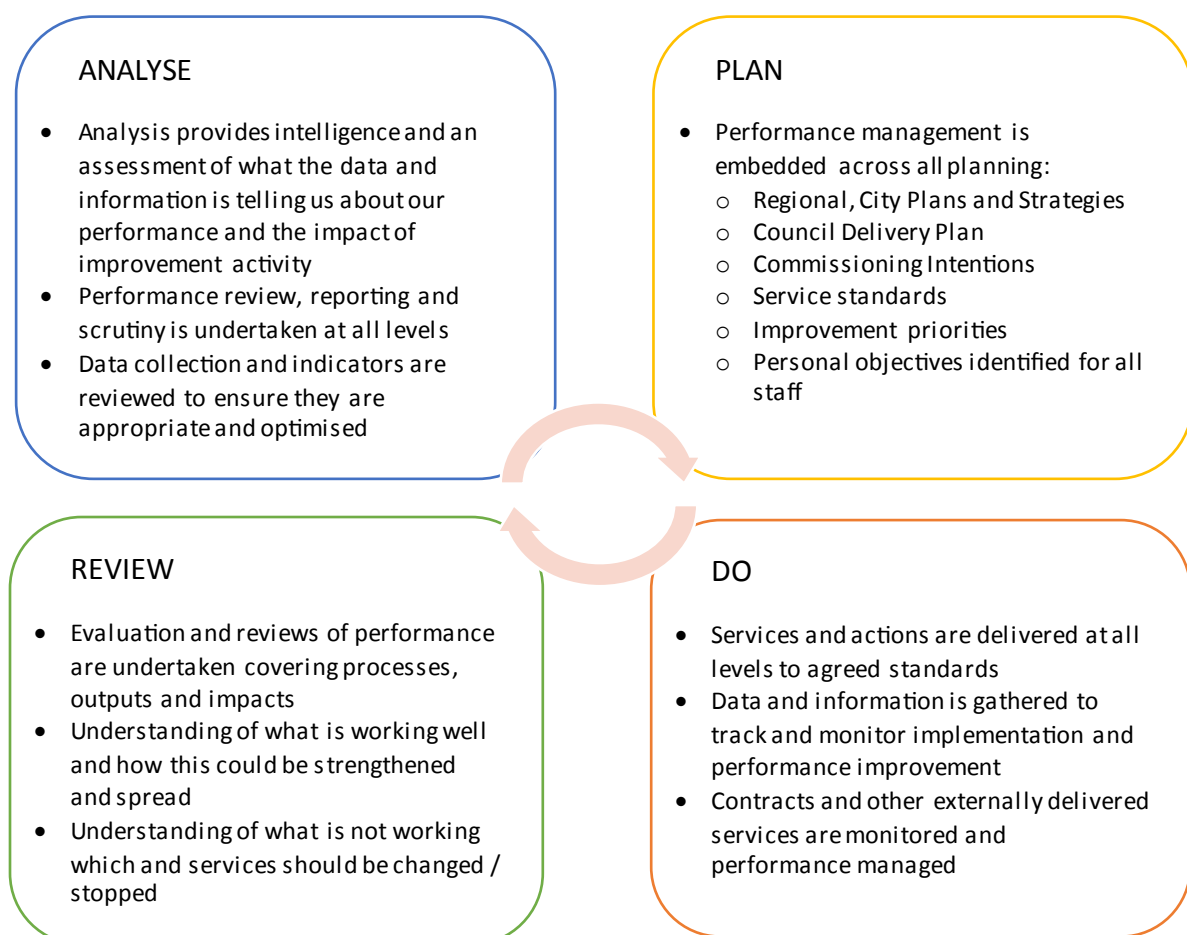 ANALYSE
• Analysis provides intelligence and an
assessment of what the data and
information is telling us about our
performance and the impact of
improvement activity
• Performance review, reporting and
scrutiny is undertaken at all levels
• Data collection and indicators are
reviewed to ensure they are
appropriate and optimised
PLAN
• Performance management is
embedded across all planning:
o Regional, City Plans and Strategies
o Council Delivery Plan
o Commissioning Intentions
o Service standards
o Improvement priorities
o Personal objectives identified for all
staff
REVIEW
• Evaluation and reviews of performance
are undertaken covering processes,
outputs and impacts
• Understanding of what is working well
and how this could be strengthened
and spread
• Understanding of what is not working
which and services should be changed /
stopped
DO
• Services and actions are delivered at all
levels to agreed standards
• Data and information is gathered to
track and monitor implementation and
performance improvement
• Contracts and other externally delivered
services are monitored and
performance managed